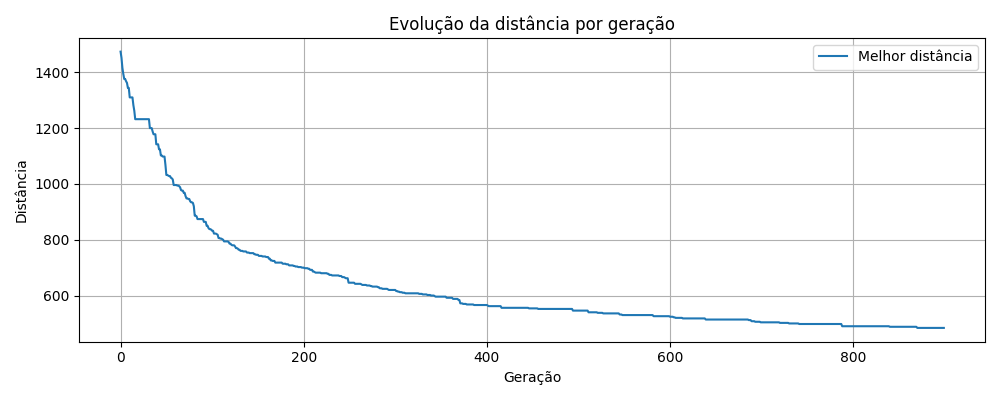 Evolução da distância por geração
Melhor distância
Distância
1400
1200
1000
800
600
0
200
400
600
800
Geração